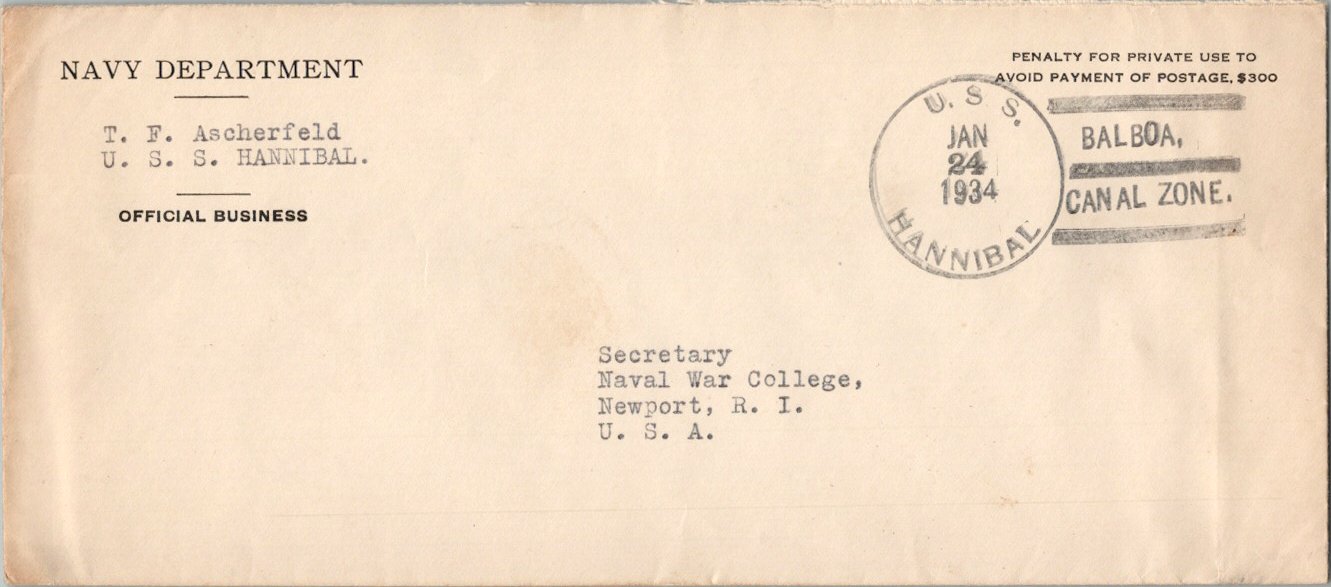 NAVY DEPARTMENT
T. F. Ascherfeld
U. S. S. HANNIBAL.
OFFICIAL BUSINESS
PENALTY FOR PRIVATE USE TO
AVOID PAYMENT OF POSTAGE, $300
U. S. S.
JAN
24
1934
HANNIBAL
BALBOA,
CANAL ZONE.
Secretary
Naval War College,
Newport, R. I.
U. S. A.